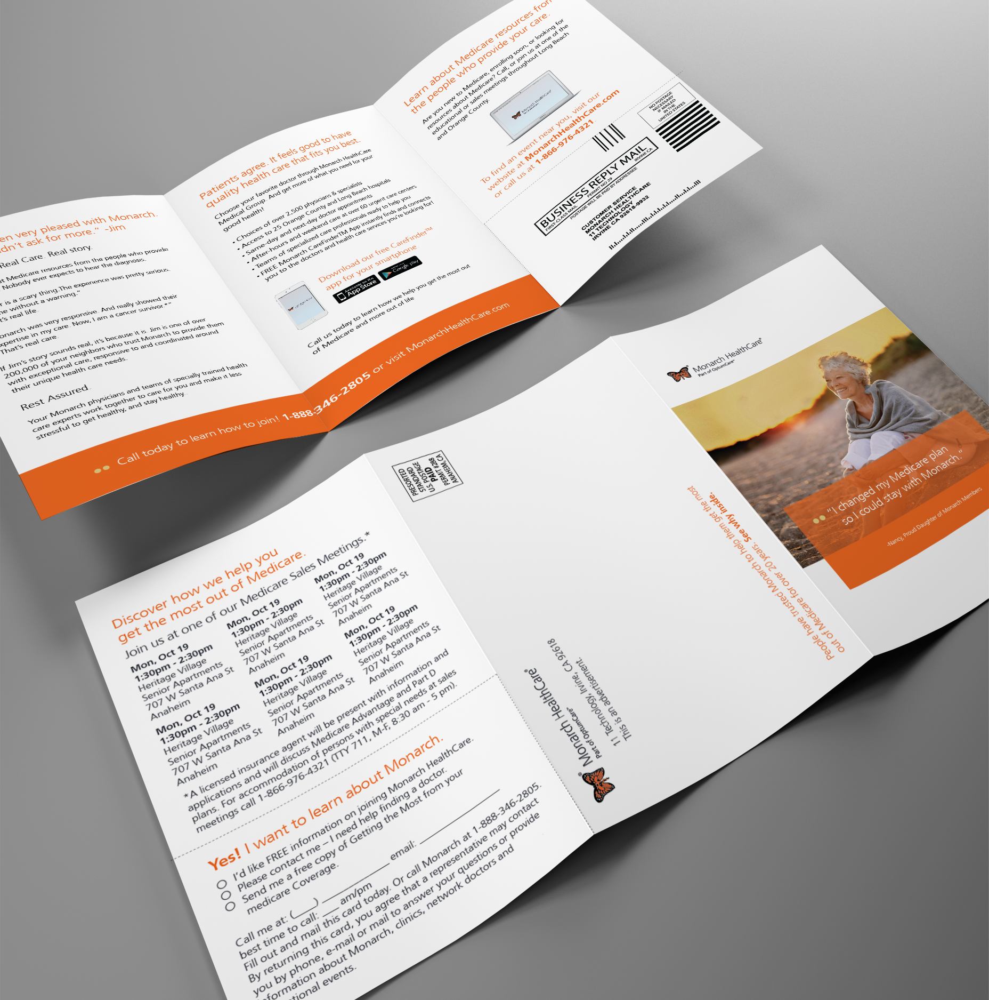 en very pleased with Monarch.
dn't ask for more." -Jim
Real Care. Real story.
t Medicare resources from the people who provide
Nobody ever expects to hear the diagnosis.
r is a scary thing.The experience was pretty serious.
ne without a warning."
t's real life.
onarch was very responsive. And really showed their
xpertise in my care. Now, I am a cancer survivor.*"
That's real care.
If Jim's story sounds real, it's because it is. Jim is one of over
200,000 of your neighbors who trust Monarch to provide them
with exceptional care, responsive to and coordinated around
their unique health care needs.
Rest Assured.
Your Monarch physicians and teams of specially trained health
care experts work together to care for you and make it less
stressful to get healthy, and stay healthy..
Call today to learn how to join! 1-888-346-2805 or visit MonarchHealthCare.com
Patients agree. It feels good to have
quality health care that fits you best.
Choose your favorite doctor through Monarch HealthCare
Medical Group. And get more of what you need for your
good health!
• Choices of over 2,500 physicians & specialists
• Access to 25 Orange County and Long Beach hospitals
• Same-day and next-day doctor appointments
• After-hours and weekend care at over 60 urgent care centers
• Teams of specialized care professionals ready to help you
• FREE Monarch CareFinderTM App instantly finds and connects
you to the doctors and health care services you're looking for!
Download our free CareFinder™
app for your smartphone.
Available on the
App Store
Google play
Call us today to learn how we help you get the most out
of Medicare and more out of life
Learn about Medicare resources from
the people who provide your care.
Are you new to Medicare, enrolling soon, or looking for
resources about Medicare? Call, or join us at one of the
educational or sales meetings throughout Long Beach
and Orange County.
Monarch HealthCare
To find an event near you, visit our
website at MonarchHealthCare.com
or call us at 1-866-976-4321.
NO POSTAGE
NECESSARY
IF MAILED
IN THE
UNITED STATES
BUSINESS REPLY MAIL
FIRST-CLASS MAIL PERMIT NO 29 IRVINE CA
POSTAGE WILL BE PAID BY ADDRESSEE
CUSTOMER SERVICE
MONARCH HEALTHCARE
11 TECHNOLOGY
IRVINE CA 92618-9932
Discover how we help you
get the most out of Medicare.
Join us at one of our Medicare Sales Meetings.*
Mon, Oct 19
1:30pm - 2:30pm
Heritage Village
Senior Apartments
707 W Santa Ana St
Anaheim
Mon, Oct 19
1:30pm - 2:30pm
Heritage Village
Senior Apartments
707 W Santa Ana St
Anaheim
Mon, Oct 19
1:30pm - 2:30pm
Heritage Village
Senior Apartments
707 W Santa Ana St
Anaheim
Mon, Oct 19
1:30pm - 2:30pm
Heritage Village
Senior Apartments
707 W Santa Ana St
Anaheim
Mon, Oct 19
1:30pm - 2:30pm
Heritage Village
Senior Apartments
707 W Santa Ana St
Anaheim
Mon, Oct 19
1:30pm - 2:30pm
Heritage Village
Senior Apartments
707 W Santa Ana St
Anaheim
*A licensed insurance agent will be present with information and
applications and will discuss Medicare Advantage and Part D
plans. For accommodation of persons with special needs at sales
meetings call 1-866-976-4321 (TTY 711, M-F, 8:30 am - 5 pm).
Yes! I want to learn about Monarch.
I'd like FREE information on joining Monarch HealthCare.
Please contact me – I need help finding a doctor.
Send me a free copy of Getting the Most from your
medicare Coverage.
Call me at: (___) ________ email: ________
best time to call: ___ am/pm
Fill out and mail this card today. Or call Monarch at 1-888-346-2805.
By returning this card, you agree that a representative may contact
you by phone, e-mail or mail to answer your questions or provide
nformation about Monarch, clinics, network doctors and
tional events.
PRESORTED
STANDARD
U.S. POSTAGE
PAID
PERMIT #288
ANAHEIM, CA
Monarch HealthCare®
Part of OptumCare™
11 Technology, Irvine, CA 92618
This is an advertisement.
People have trusted Monarch to help them get the most
out of Medicare for over 20 years. See why inside.
Monarch HealthCare®
Part of OptumCare™
"I changed my Medicare plan
so I could stay with Monarch."
-Nancy, Proud Daughter of Monarch Members